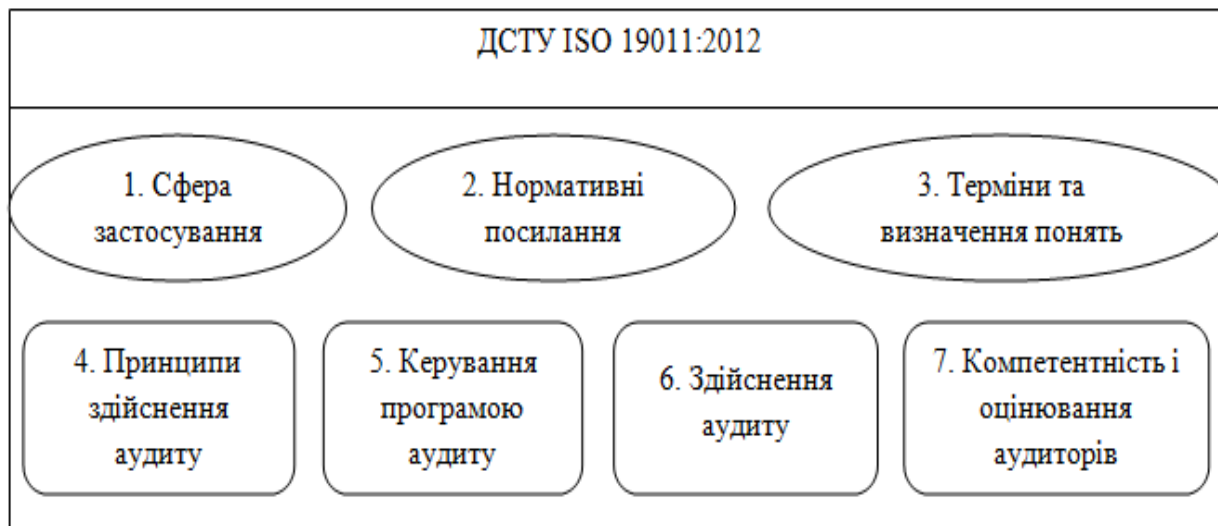 ДСТУ ISO 19011:2012
1. Сфера
застосування
2. Нормативні
посилання
3. Терміни та
визначення понять
4. Принципи
здійснення
аудиту
5. Керування
програмою
аудиту
6. Здійснення
аудиту
7. Компетентність і
оцінювання
аудиторів